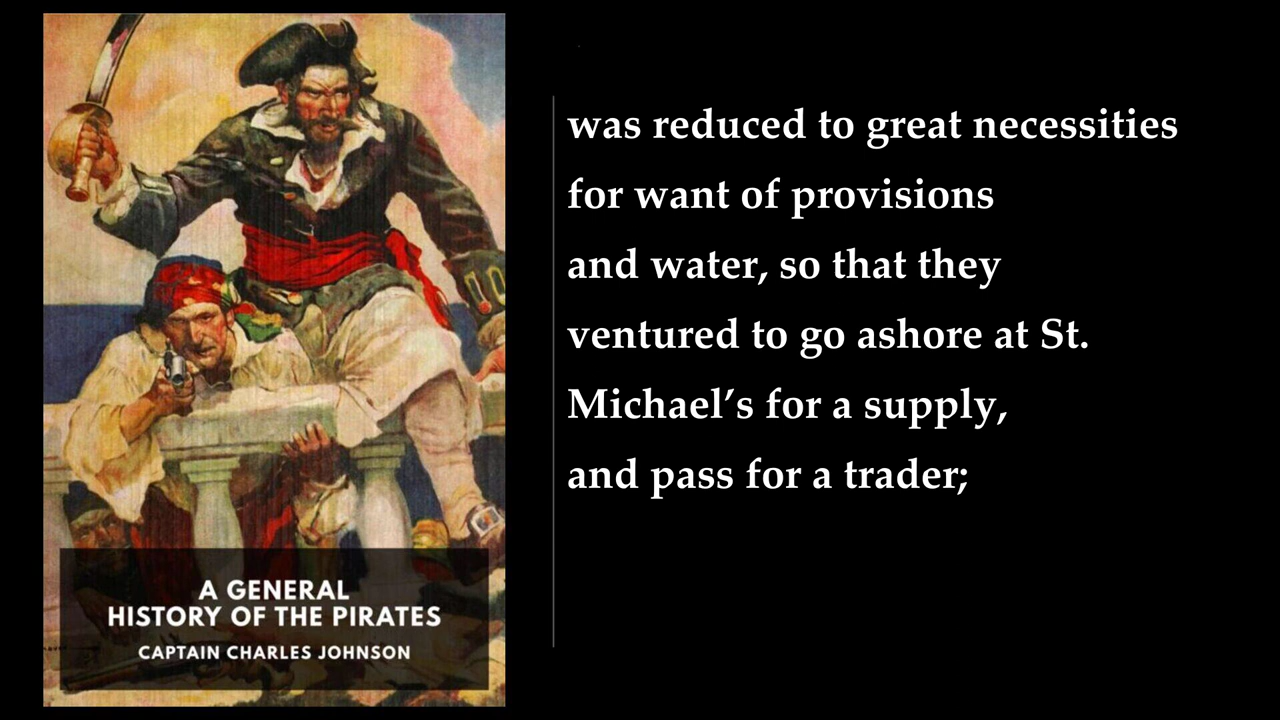 was reduced to great necessities
for want of provisions
and water, so that they
ventured to go ashore at St.
Michael’s for a supply,
and pass for a trader;
A GENERAL
HISTORY OF THE PIRATES
CAPTAIN CHARLES JOHNSON